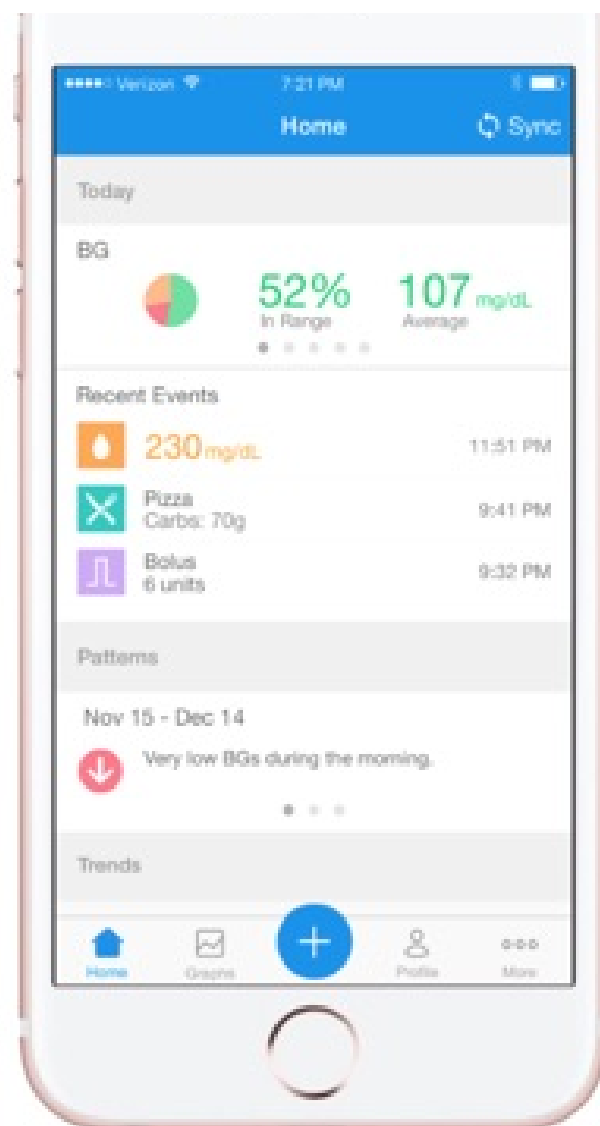 Verizon 7:21 PM
Home Sync
Today
BG
52% 107 mg/dL
In Range Average
Recent Events
230 mg/dL 11:51 PM
Pizza
Carbs: 70g 9:41 PM
Bolus
6 units 9:32 PM
Patterns
Nov 15 - Dec 14
Very low BGs during the morning.
Trends
Home Graphs Profile More